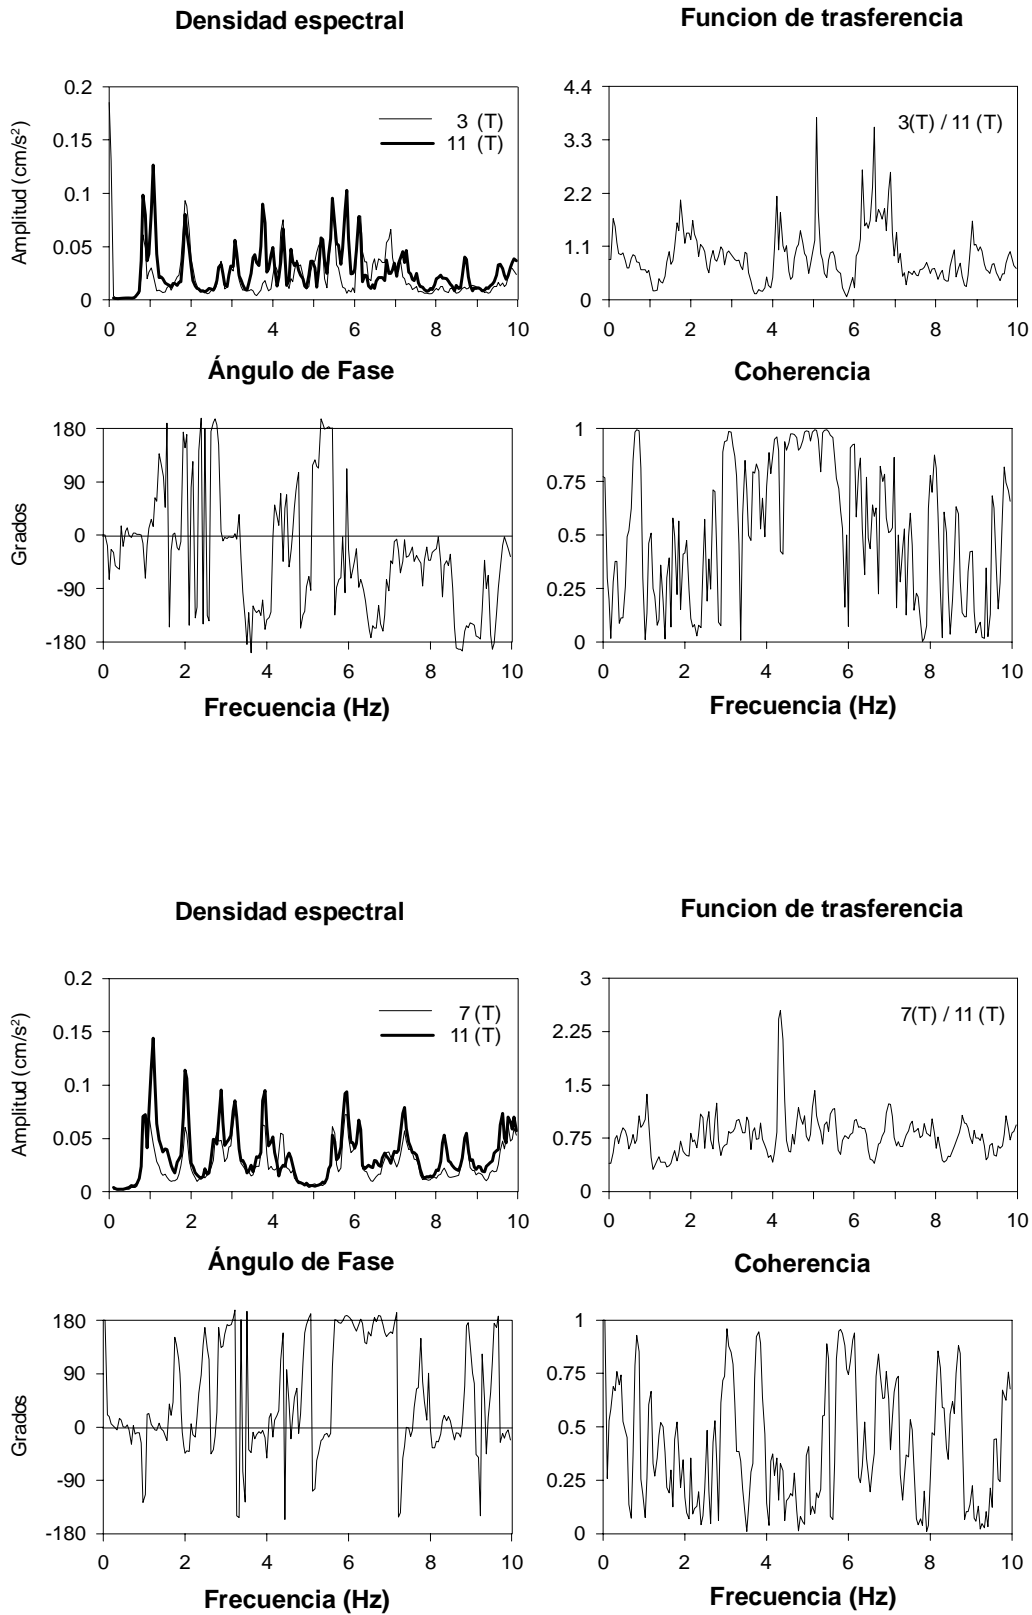 Densidad espectral
Funcion de trasferencia
Amplitud (cm/s²)
0.2
0.15
0.1
0.05
0
3 (T)
11 (T)
0 2 4 6 8 10
4.4
3.3
2.2
1.1
0
3(T) / 11 (T)
0 2 4 6 8 10
Ángulo de Fase
Coherencia
Grados
180
90
0
-90
-180
0 2 4 6 8 10
Frecuencia (Hz)
1
0.75
0.5
0.25
0
0 2 4 6 8 10
Frecuencia (Hz)
Densidad espectral
Funcion de trasferencia
Amplitud (cm/s²)
0.2
0.15
0.1
0.05
0
7 (T)
11 (T)
0 2 4 6 8 10
3
2.25
1.5
0.75
0
7(T) / 11 (T)
0 2 4 6 8 10
Ángulo de Fase
Coherencia
Grados
180
90
0
-90
-180
0 2 4 6 8 10
Frecuencia (Hz)
1
0.75
0.5
0.25
0
0 2 4 6 8 10
Frecuencia (Hz)